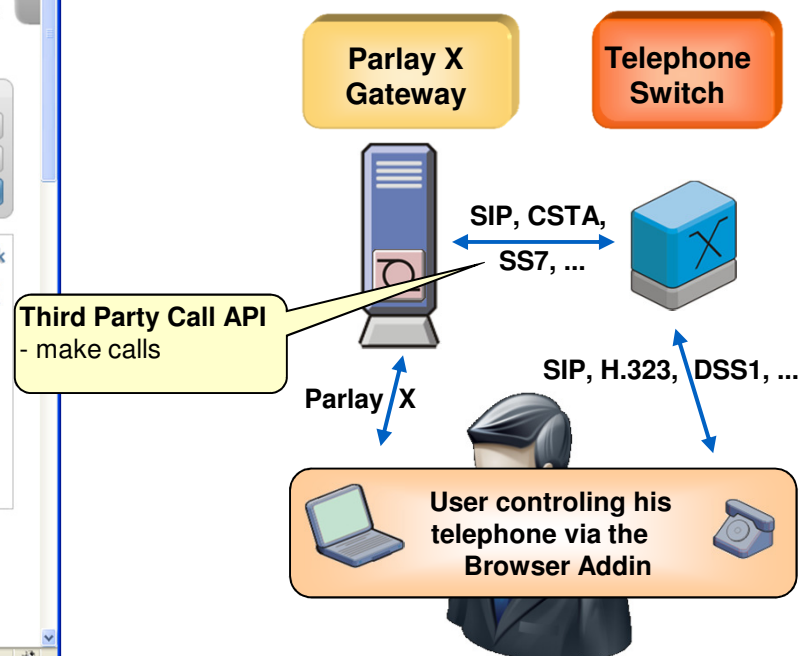 Parlay X
Gateway
Telephone
Switch
SIP, CSTA,
SS7, ...
Third Party Call API
- make calls
SIP, H.323, DSS1, ...
Parlay X
User controling his
telephone via the
Browser Addin